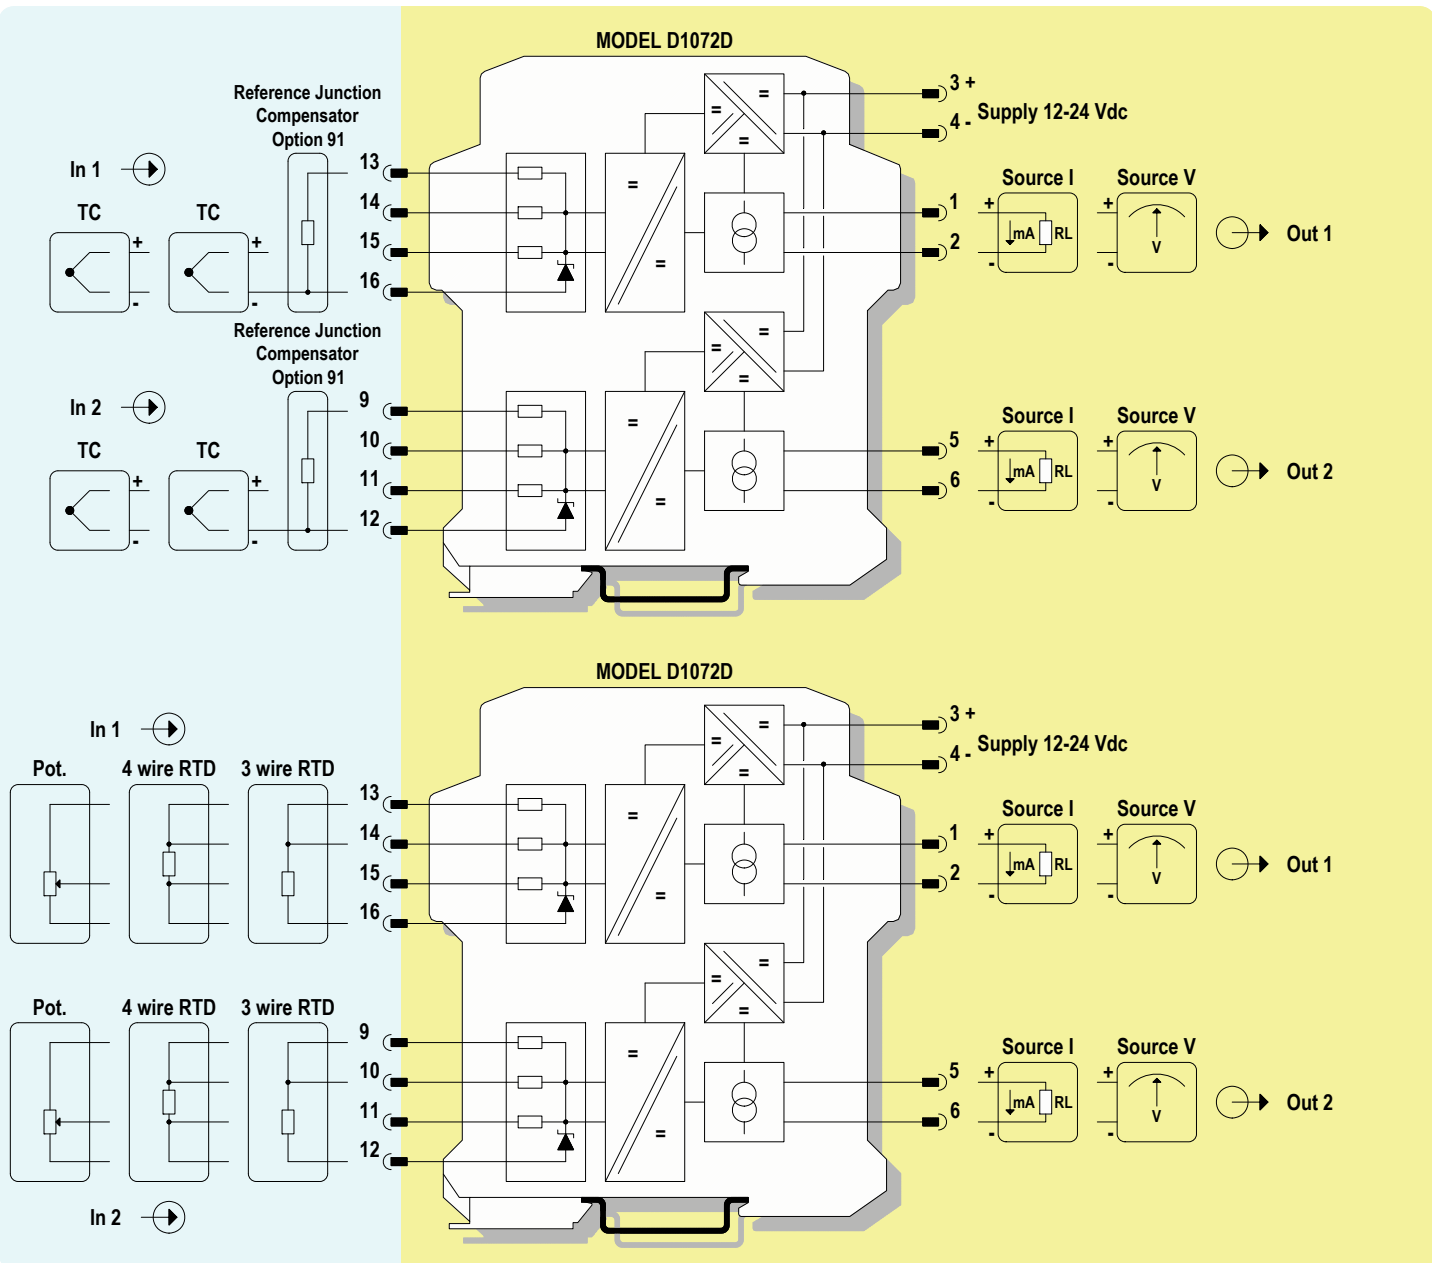 MODEL D1072D
Reference Junction
Compensator
Option 91
3 +
Supply 12-24 Vdc
4 -
In 1
13
TC
TC
14
15
16
+
-
+
-
= = =
=
=
1
2
Source I
Source V
+
-
mA
RL
+
-
V
Out 1
Reference Junction
Compensator
Option 91
In 2
9
TC
TC
10
11
12
+
-
+
-
= = =
=
=
5
6
Source I
Source V
+
-
mA
RL
+
-
V
Out 2
MODEL D1072D
3 +
Supply 12-24 Vdc
4 -
In 1
Pot.
4 wire RTD
3 wire RTD
13
14
15
16
= = =
=
=
1
2
Source I
Source V
+
-
mA
RL
+
-
V
Out 1
Pot.
4 wire RTD
3 wire RTD
9
10
11
12
= = =
=
=
5
6
Source I
Source V
+
-
mA
RL
+
-
V
Out 2
In 2